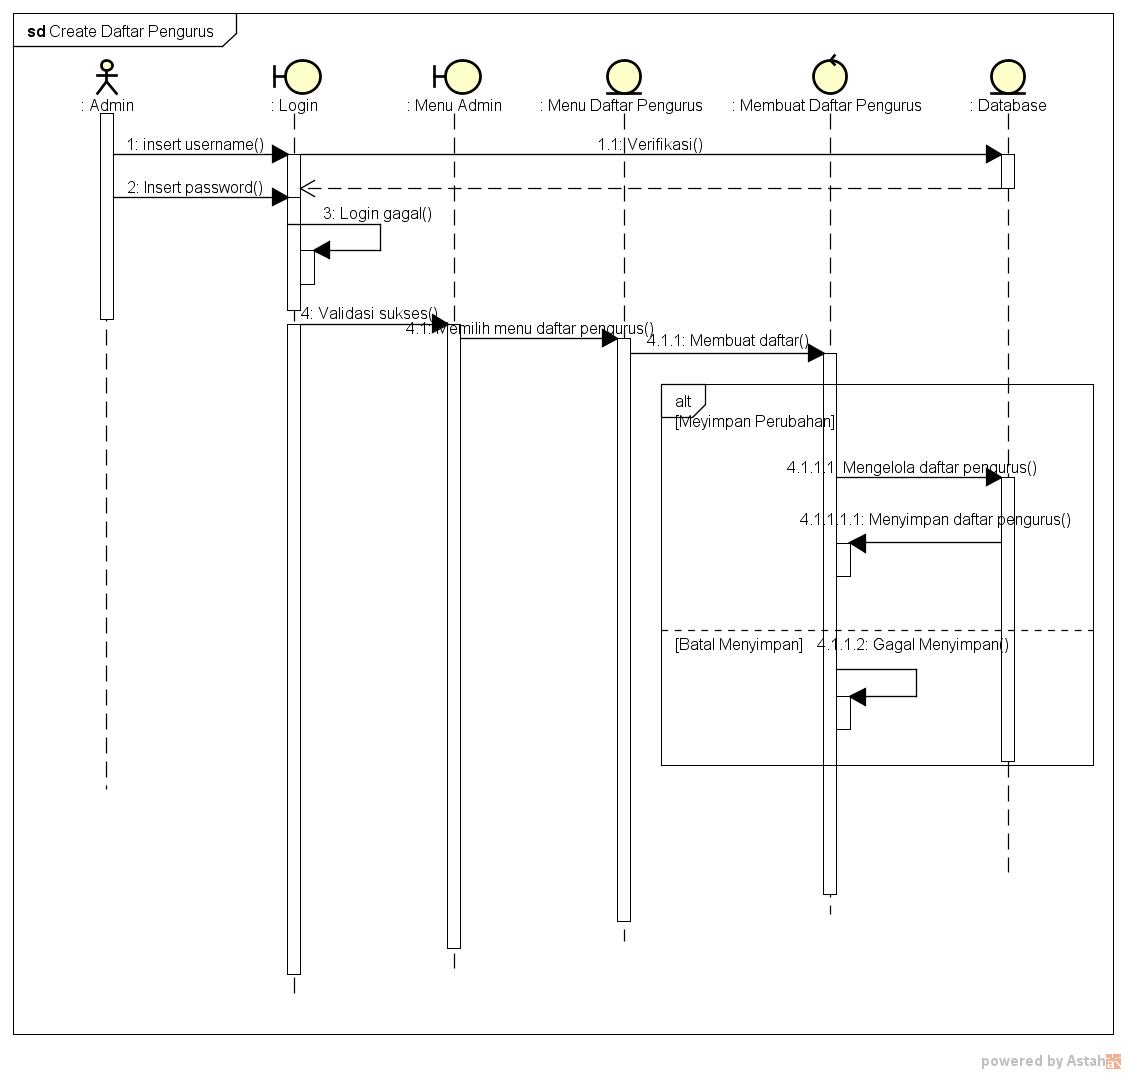 sd Create Daftar Pengurus
: Admin
: Login
: Menu Admin
: Menu Daftar Pengurus
: Membuat Daftar Pengurus
: Database
1: insert username()
1.1: Verifikasi()
2: Insert password()
3: Login gagal()
4: Validasi sukses()
4.1: Memilih menu daftar pengurus()
4.1.1: Membuat daftar()
alt
[Meyimpan Perubahan]
4.1.1.1: Mengelola daftar pengurus()
4.1.1.1.1: Menyimpan daftar pengurus()
[Batal Menyimpan]
4.1.1.2: Gagal Menyimpan()
powered by Astah